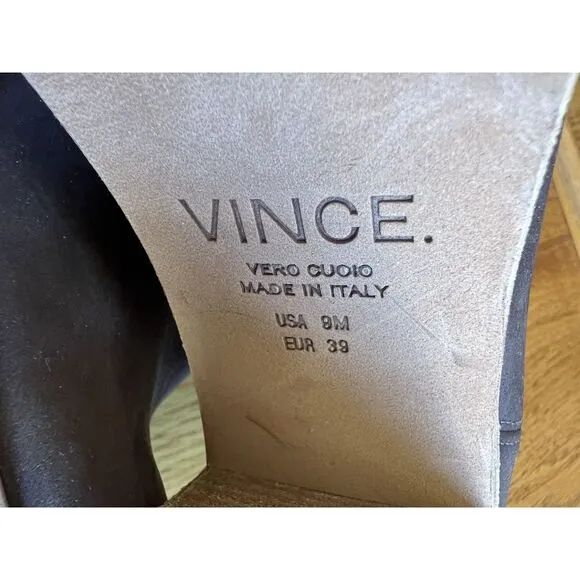 VINCE.
VERO CUOIO
MADE IN ITALY
USA 9M
EUR 39